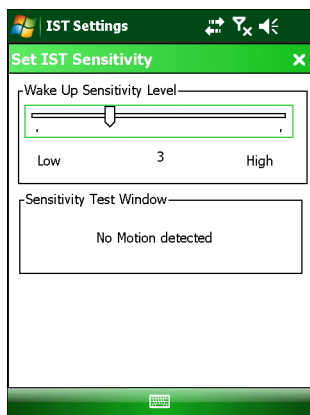 IST Settings
Set IST Sensitivity
Wake Up Sensitivity Level
Low 3 High
Sensitivity Test Window
No Motion detected